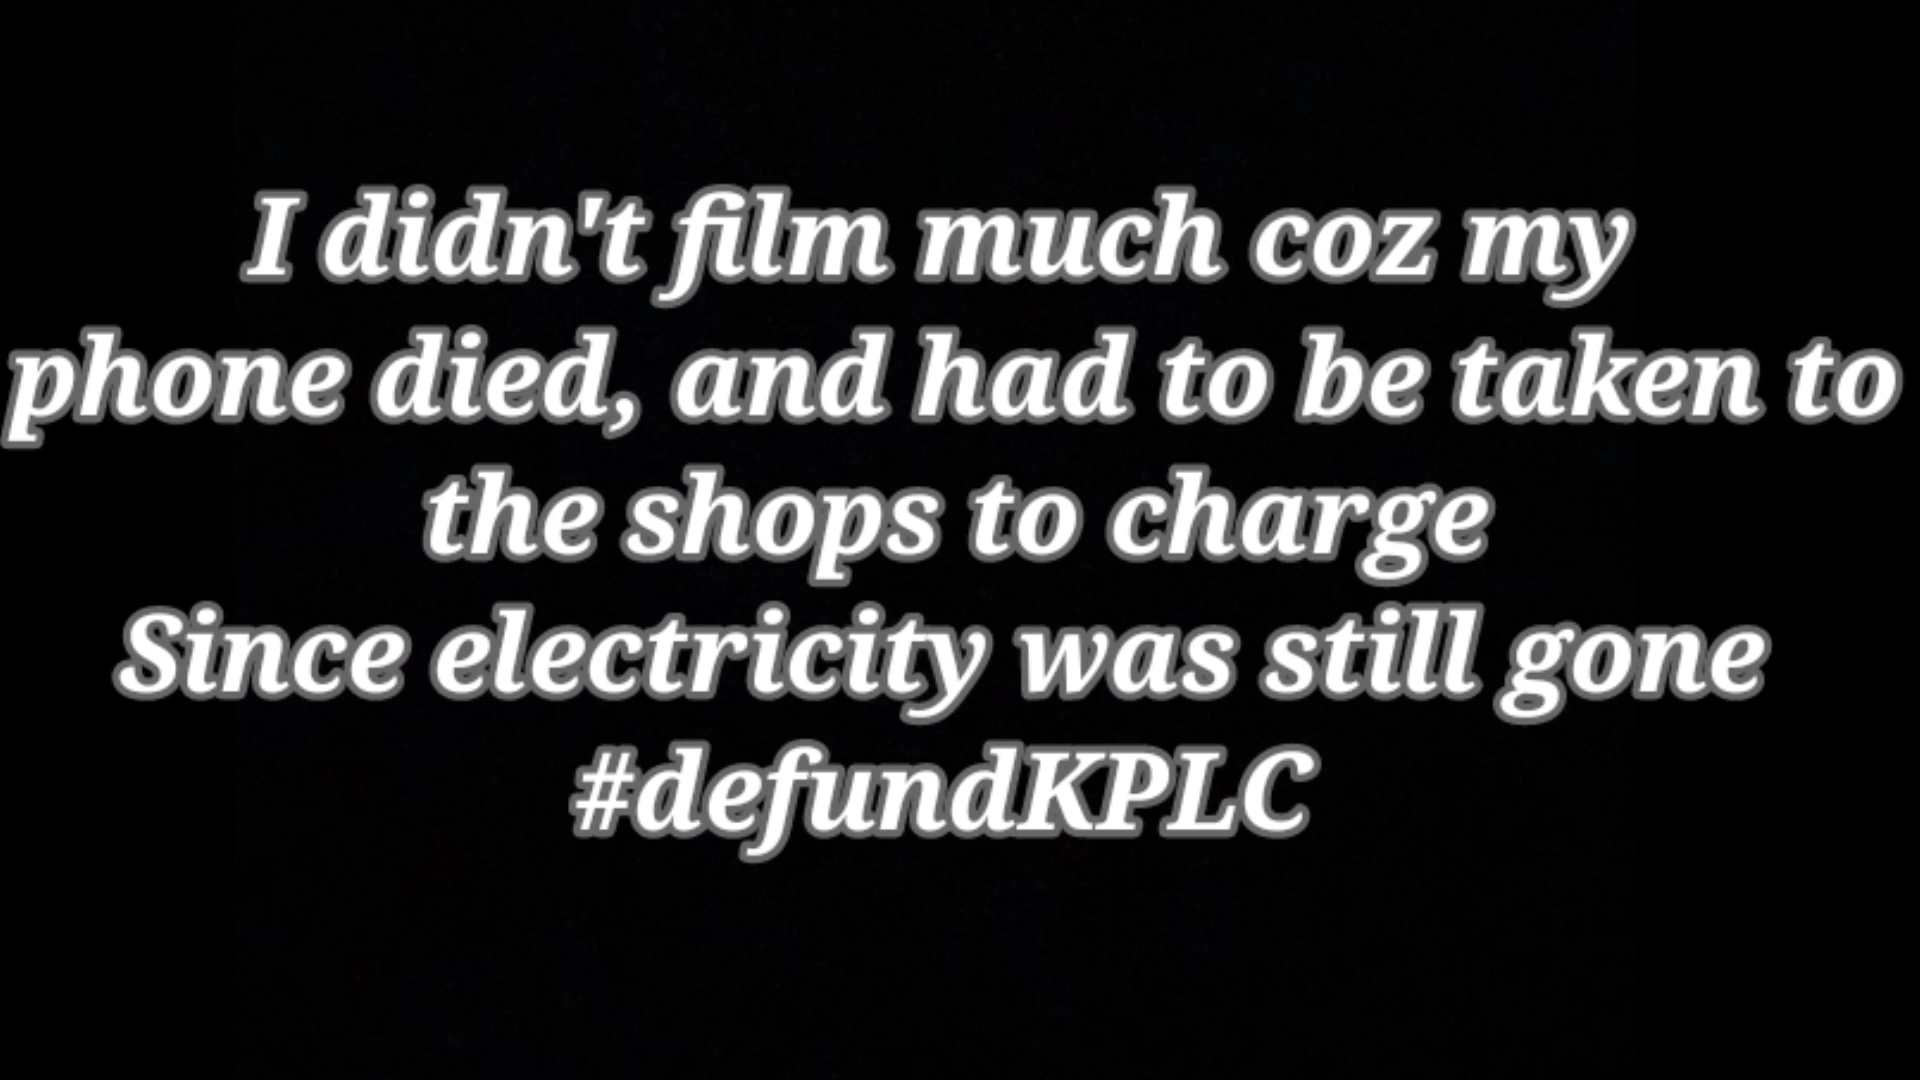 I didn't film much coz my
phone died, and had to be taken to
the shops to charge
Since electricity was still gone
#defundKPLC